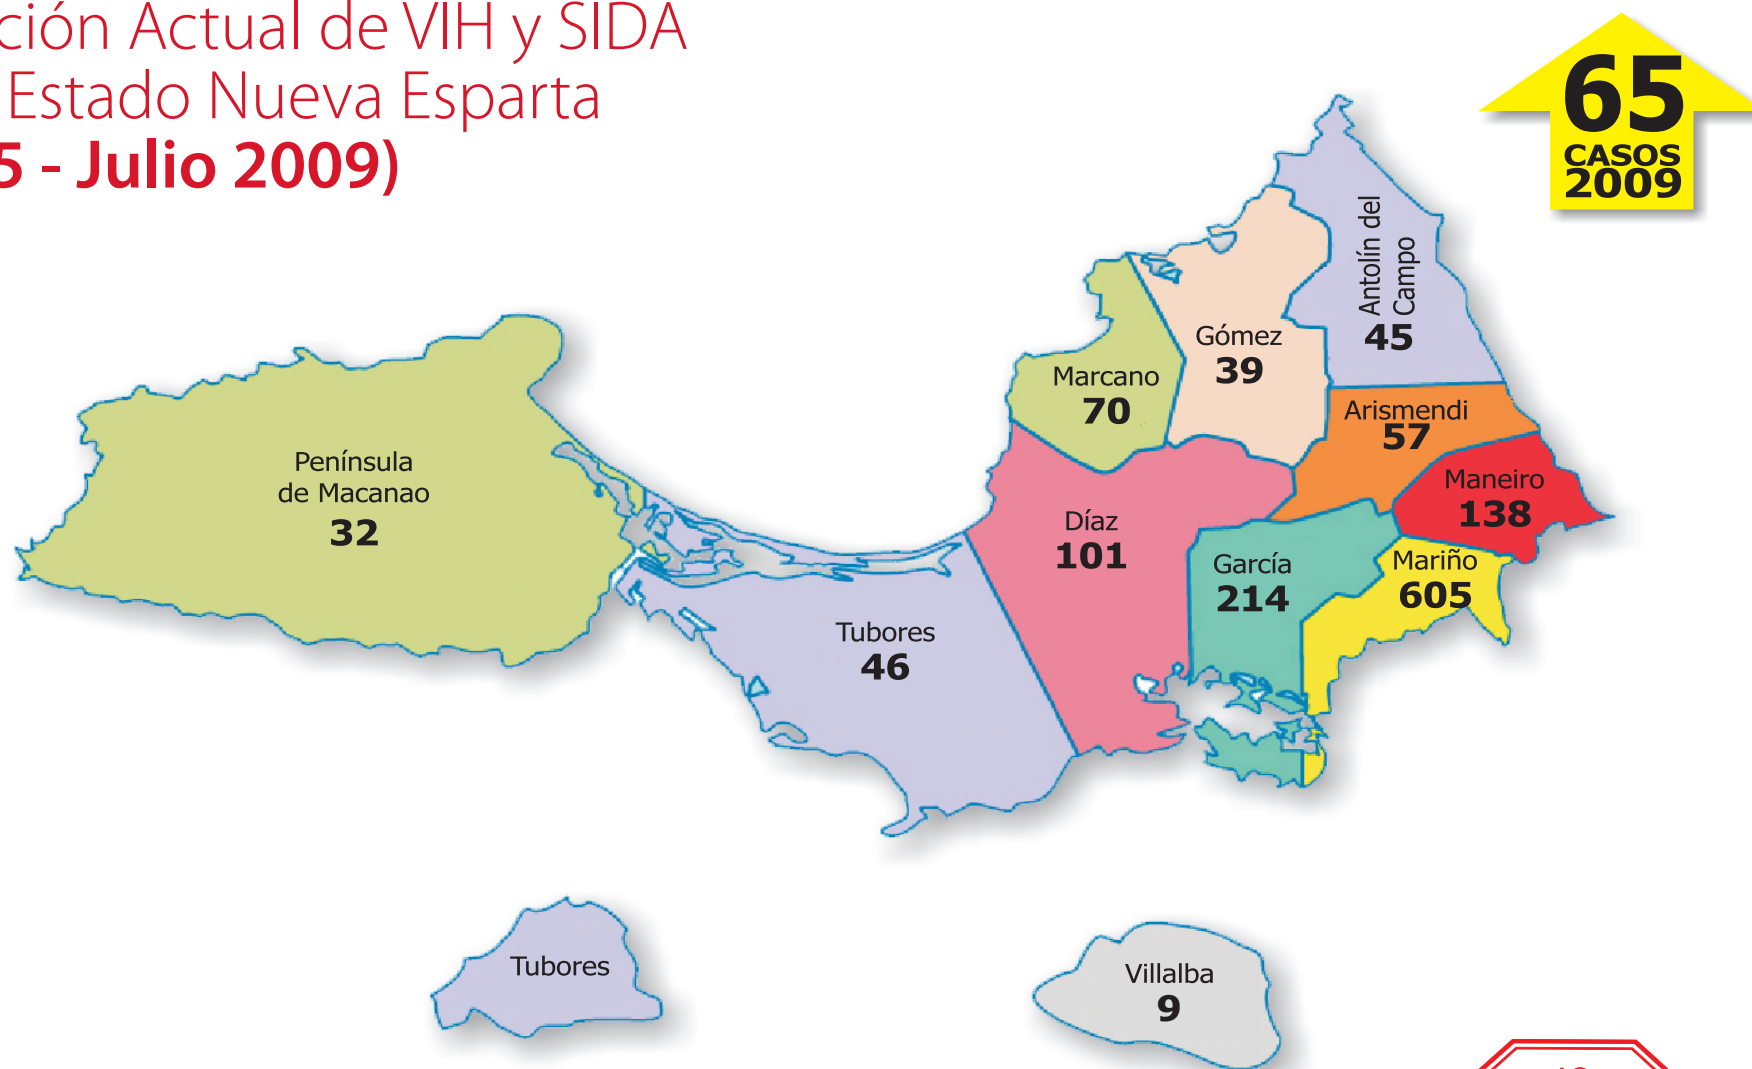 ción Actual de VIH y SIDA
Estado Nueva Esparta
5 - Julio 2009)
65
CASOS
2009
Antolín del
Campo
45
Gómez
39
Marcano
70
Arismendi
57
Maneiro
138
Península
de Macanao
32
Díaz
101
García
214
Mariño
605
Tubores
46
Tubores
Villalba
9